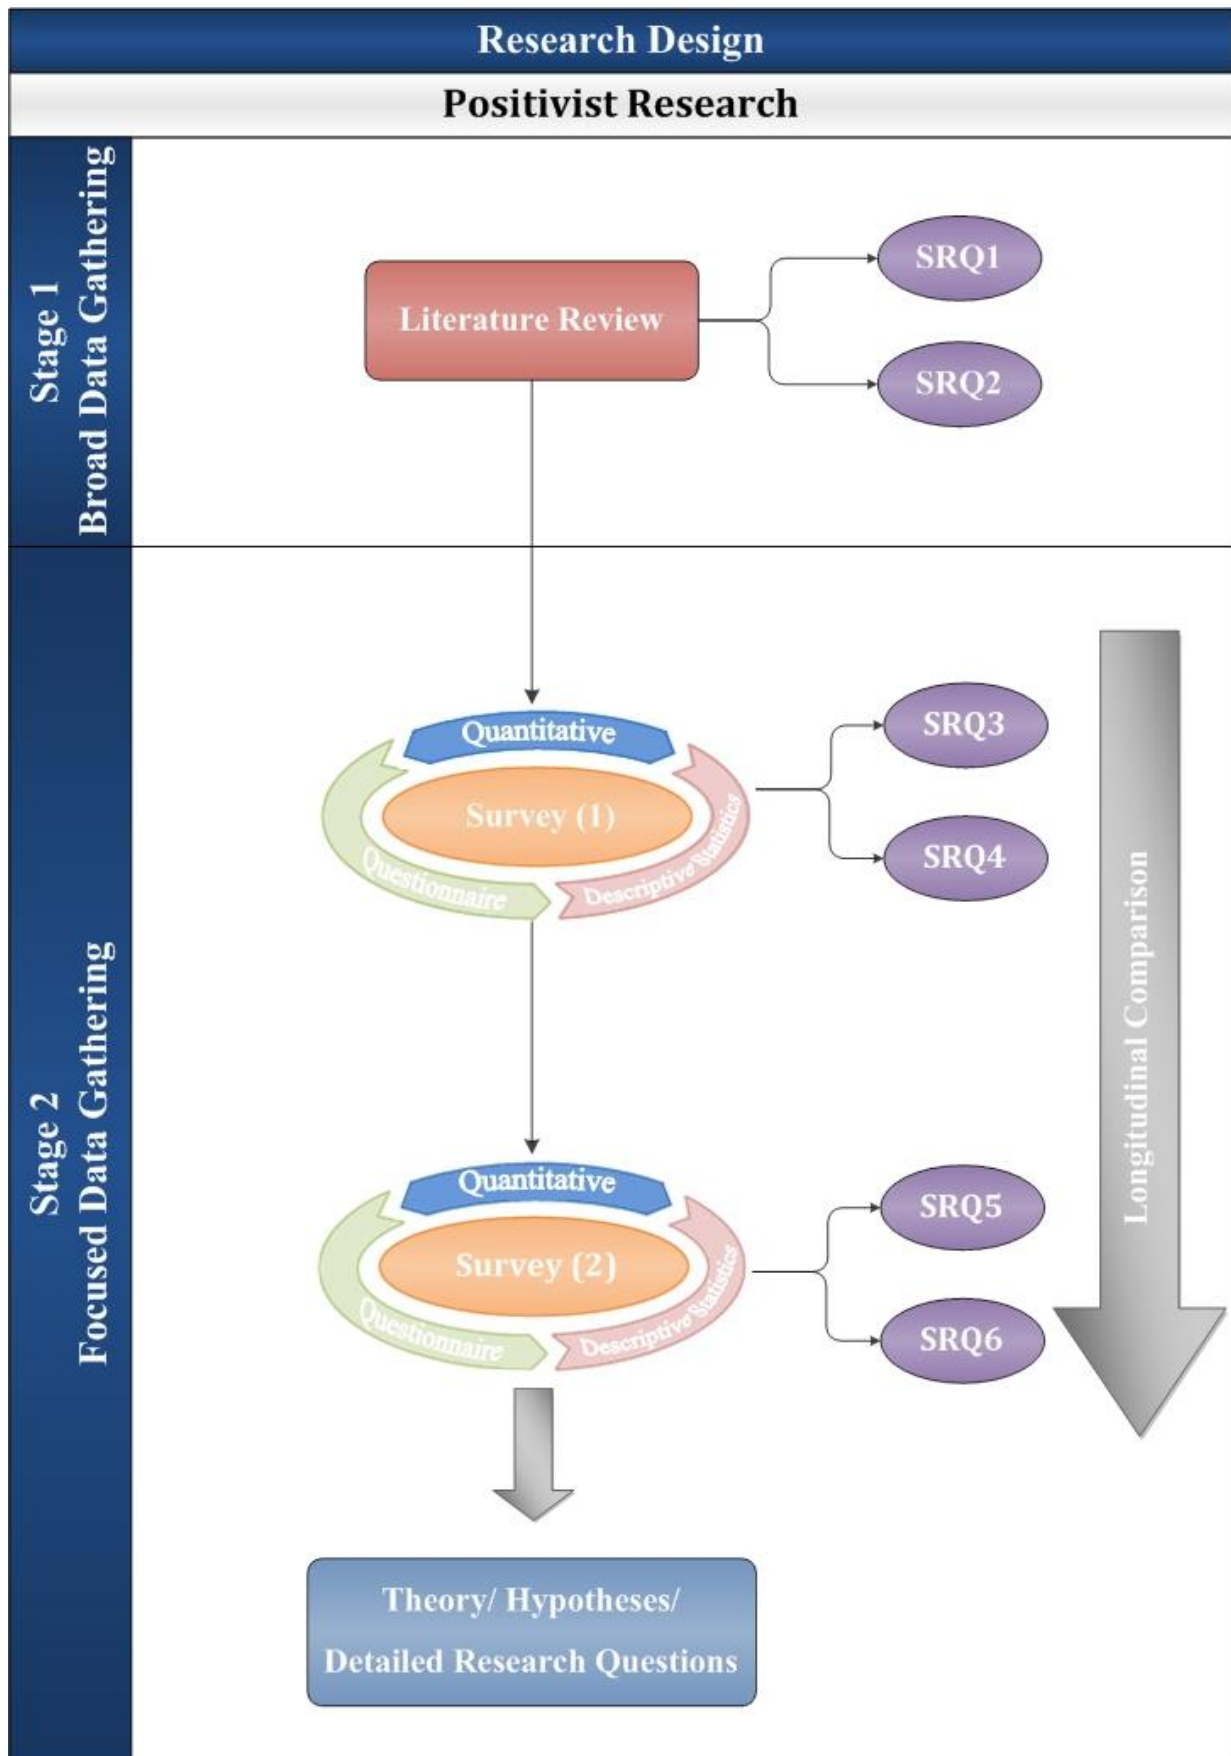 Research Design
Positivist Research
Stage 1
Broad Data Gathering
Literature Review
SRQ1
SRQ2
Stage 2
Focused Data Gathering
Quantitative
Survey (1)
Questionnaire
Descriptive Statistics
SRQ3
SRQ4
Longitudinal Comparison
Quantitative
Survey (2)
Questionnaire
Descriptive Statistics
SRQ5
SRQ6
Theory/ Hypotheses/
Detailed Research Questions